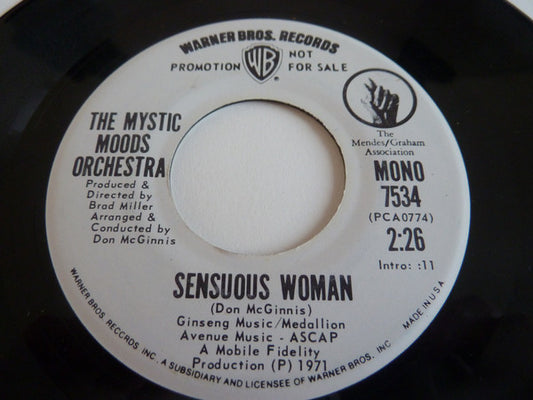 WARNER BROS. RECORDS
PROMOTION
NOT
FOR SALE
WB
®
THE MYSTIC
MOODS
ORCHESTRA
Produced &
Directed by
Brad Miller
Arranged &
Conducted by
Don McGinnis
The
Mendes/Graham
Association
MONO
7534
(PCA0774)
2:26
Intro: :11
SENSUOUS WOMAN
(Don McGinnis)
Ginseng Music/Medallion
Avenue Music - ASCAP
A Mobile Fidelity
Production (P) 1971
WARNER BROS RECORDS INC. A SUBSIDIARY AND LICENSEE OF WARNER BROS. INC.
MADE IN U.S.A.